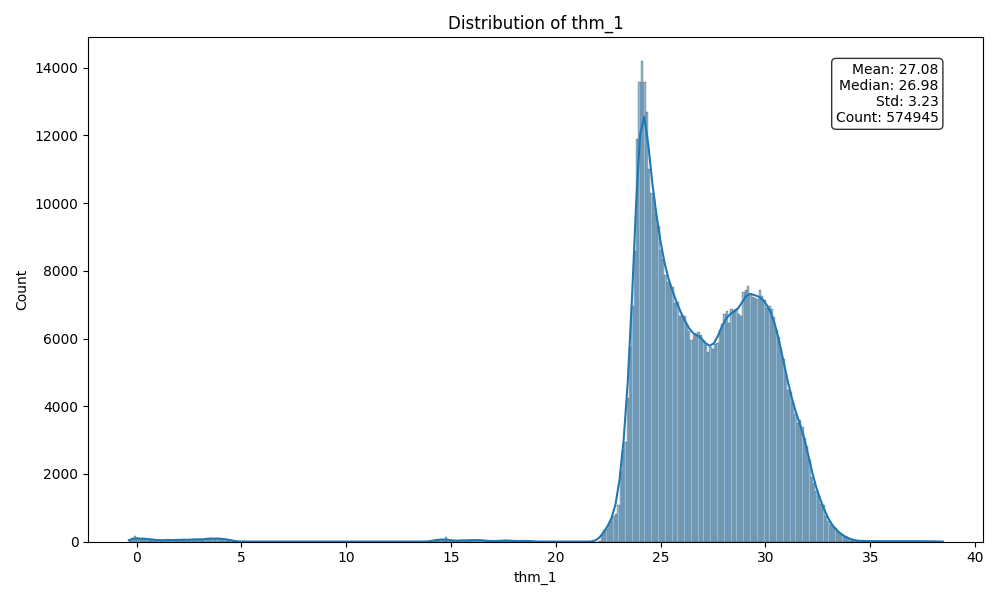 Distribution of thm_1
14000
12000
10000
8000
6000
4000
2000
0
Count
Mean: 27.08
Median: 26.98
Std: 3.23
Count: 574945
0 5 10 15 20 25 30 35 40
thm_1